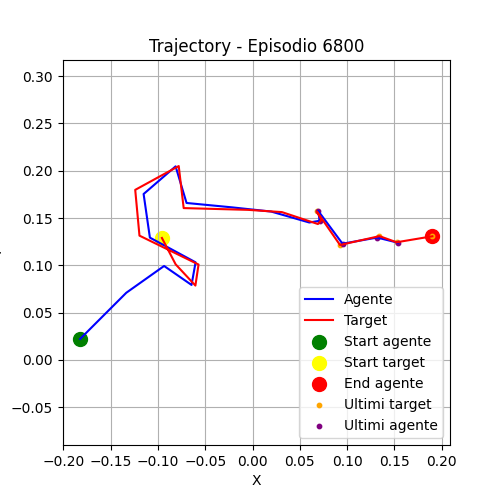 Trajectory - Episodio 6800
0.30
0.25
0.20
0.15
0.10
0.05
0.00
−0.05
−0.20 −0.15 −0.10 −0.05 0.00 0.05 0.10 0.15 0.20
X
Agente
Target
Start agente
Start target
End agente
Ultimi target
Ultimi agente